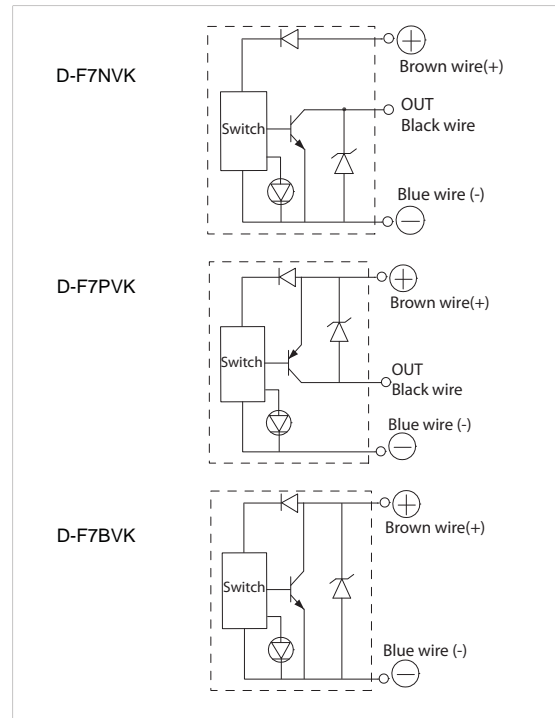 D-F7NVK
Switch
+
Brown wire(+)
OUT
Black wire
Blue wire (-)
−
D-F7PVK
Switch
+
Brown wire(+)
OUT
Black wire
Blue wire (-)
−
D-F7BVK
Switch
+
Brown wire(+)
Blue wire (-)
−